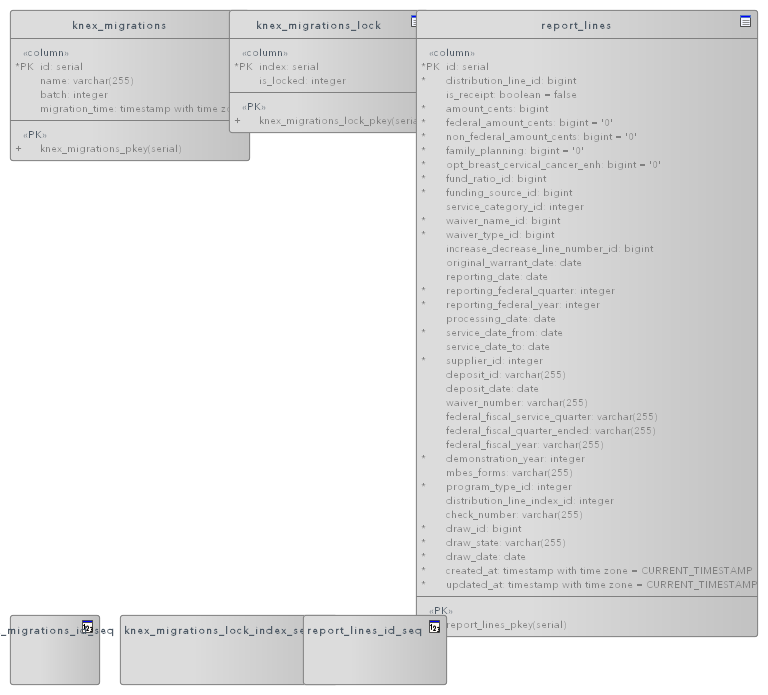 knex_migrations
«column»
*PK id: serial
name: varchar(255)
batch: integer
migration_time: timestamp with time zo
«PK»
+ knex_migrations_pkey(serial)
knex_migrations_lock
«column»
*PK index: serial
is_locked: integer
«PK»
+ knex_migrations_lock_pkey(seria
report_lines
«column»
*PK id: serial
* distribution_line_id: bigint
is_receipt: boolean = false
* amount_cents: bigint
* federal_amount_cents: bigint = '0'
* non_federal_amount_cents: bigint = '0'
* family_planning: bigint = '0'
* opt_breast_cervical_cancer_enh: bigint = '0'
* fund_ratio_id: bigint
* funding_source_id: bigint
service_category_id: integer
* waiver_name_id: bigint
* waiver_type_id: bigint
increase_decrease_line_number_id: bigint
original_warrant_date: date
reporting_date: date
* reporting_federal_quarter: integer
* reporting_federal_year: integer
processing_date: date
* service_date_from: date
service_date_to: date
* supplier_id: integer
deposit_id: varchar(255)
deposit_date: date
waiver_number: varchar(255)
federal_fiscal_service_quarter: varchar(255)
federal_fiscal_quarter_ended: varchar(255)
federal_fiscal_year: varchar(255)
* demonstration_year: integer
mbes_forms: varchar(255)
* program_type_id: integer
distribution_line_index_id: integer
check_number: varchar(255)
* draw_id: bigint
* draw_state: varchar(255)
* draw_date: date
* created_at: timestamp with time zone = CURRENT_TIMESTAMP
* updated_at: timestamp with time zone = CURRENT_TIMESTAMP
«PK»
report_lines_pkey(serial)
_migrations_id_seq
knex_migrations_lock_index_se
report_lines_id_seq